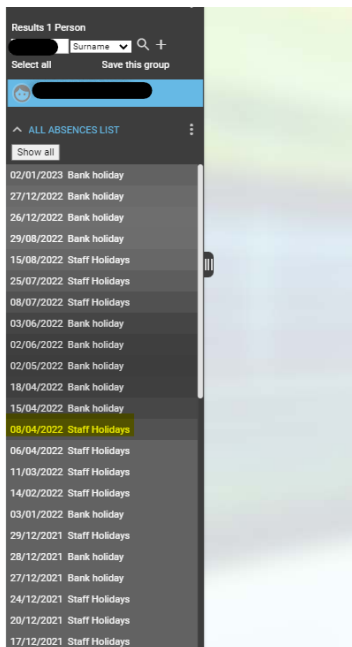 Results 1 Person
Surname
Select all Save this group
ALL ABSENCES LIST
Show all
02/01/2023 Bank holiday
27/12/2022 Bank holiday
26/12/2022 Bank holiday
29/08/2022 Bank holiday
15/08/2022 Staff Holidays
25/07/2022 Staff Holidays
08/07/2022 Staff Holidays
03/06/2022 Bank holiday
02/06/2022 Bank holiday
02/05/2022 Bank holiday
18/04/2022 Bank holiday
15/04/2022 Bank holiday
08/04/2022 Staff Holidays
06/04/2022 Staff Holidays
11/03/2022 Staff Holidays
14/02/2022 Staff Holidays
03/01/2022 Bank holiday
29/12/2021 Staff Holidays
28/12/2021 Bank holiday
27/12/2021 Bank holiday
24/12/2021 Staff Holidays
20/12/2021 Staff Holidays
17/12/2021 Staff Holidays